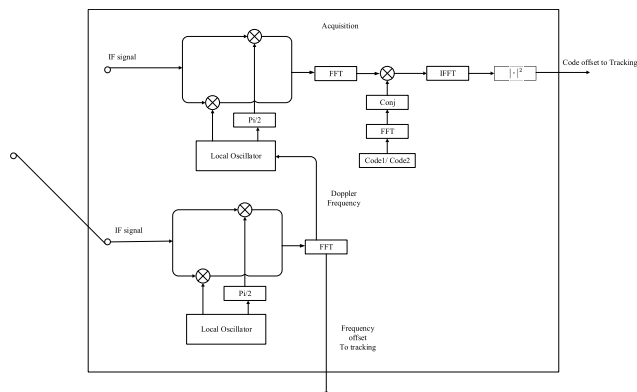 Acquisition
IF signal
FFT
IFFT
| · |²
Code offset to Tracking
Conj
Pi/2
FFT
Local Oscillator
Code1/ Code2
Doppler
Frequency
IF signal
FFT
Pi/2
Local Oscillator
Frequency
offset
To tracking